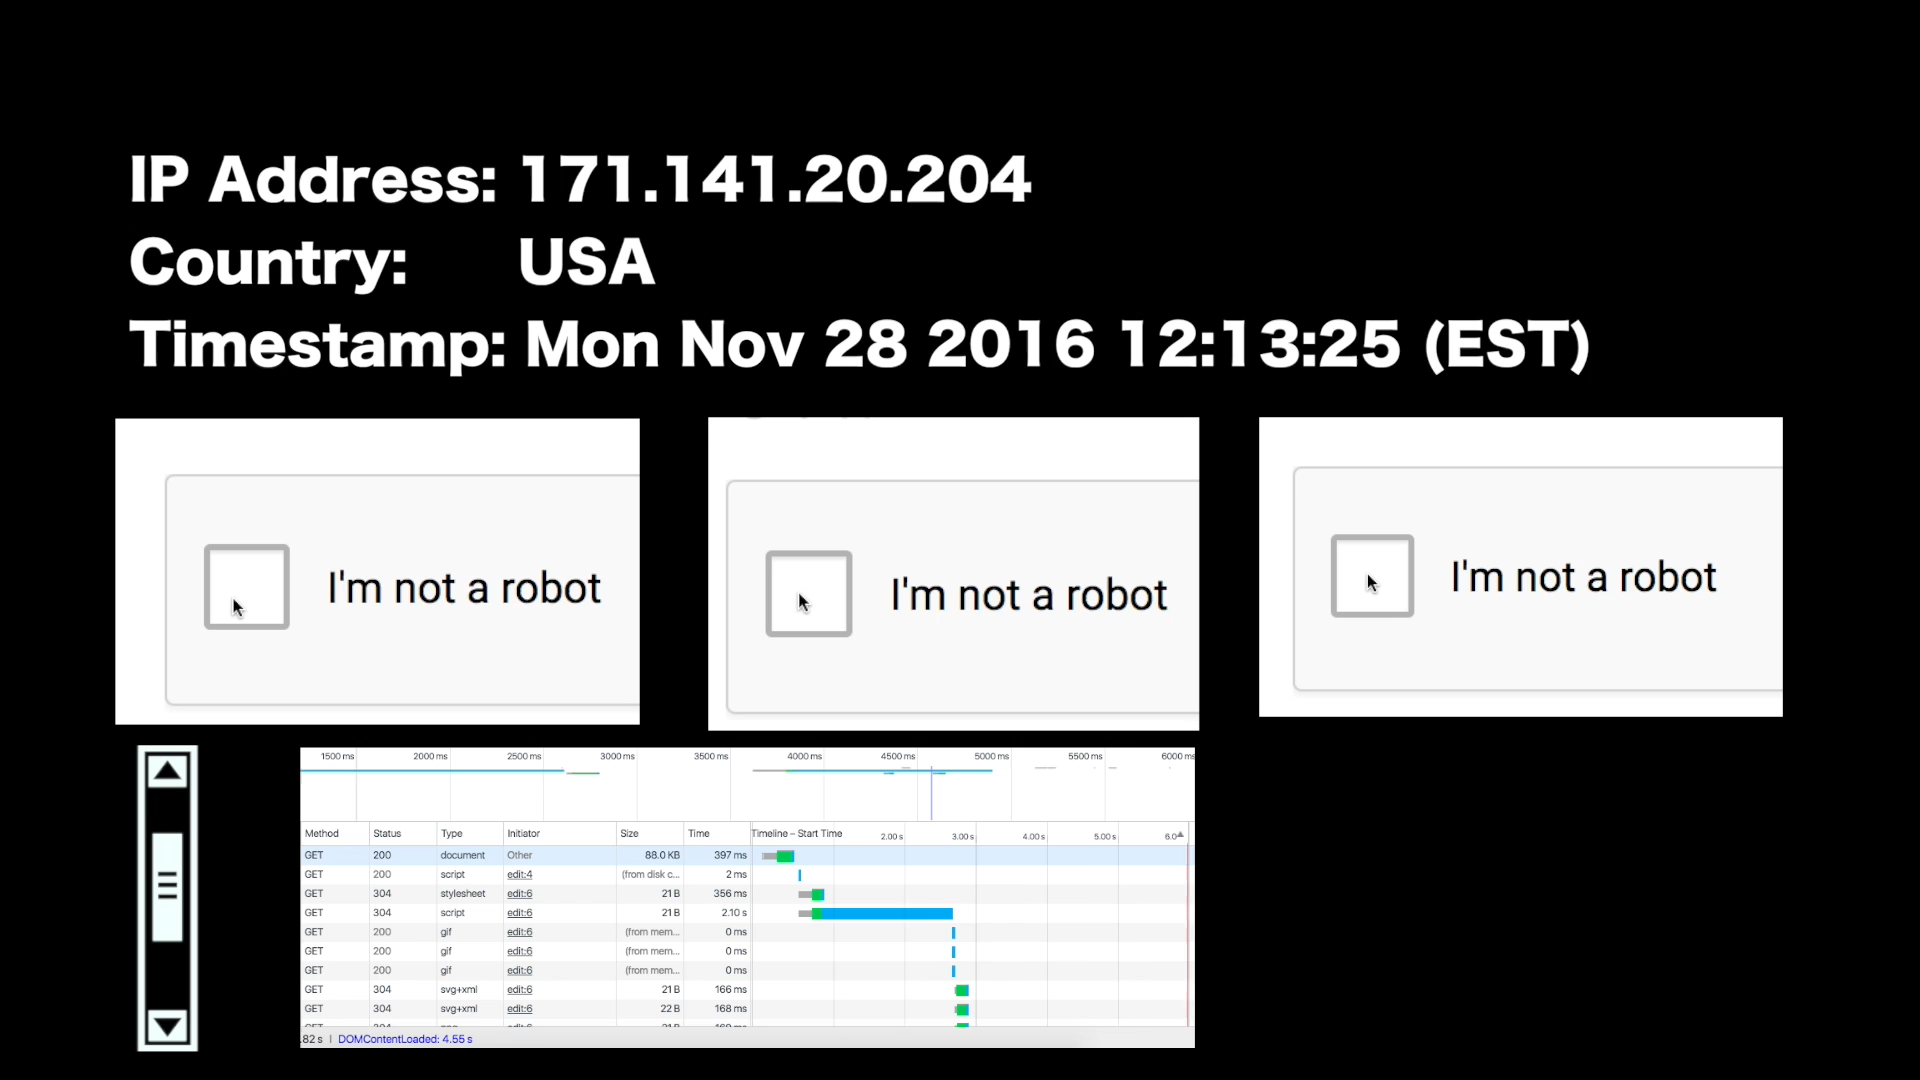 IP Address: 171.141.20.204
Country: USA
Timestamp: Mon Nov 28 2016 12:13:25 (EST)
I'm not a robot
I'm not a robot
I'm not a robot
1500 ms 2000 ms 2500 ms 3000 ms 3500 ms 4000 ms 4500 ms 5000 ms 5500 ms 6000 ms
Method Status Type Initiator Size Time Timeline – Start Time 2.00 s 3.00 s 4.00 s 5.00 s 6.0
GET 200 document Other 88.0 KB 397 ms
GET 200 script edit:4 (from disk c... 2 ms
GET 304 stylesheet edit:6 21 B 356 ms
GET 304 script edit:6 21 B 2.10 s
GET 200 gif edit:6 (from mem... 0 ms
GET 200 gif edit:6 (from mem... 0 ms
GET 200 gif edit:6 (from mem... 0 ms
GET 304 svg+xml edit:6 21 B 166 ms
GET 304 svg+xml edit:6 22 B 168 ms
.82 s | DOMContentLoaded: 4.55 s